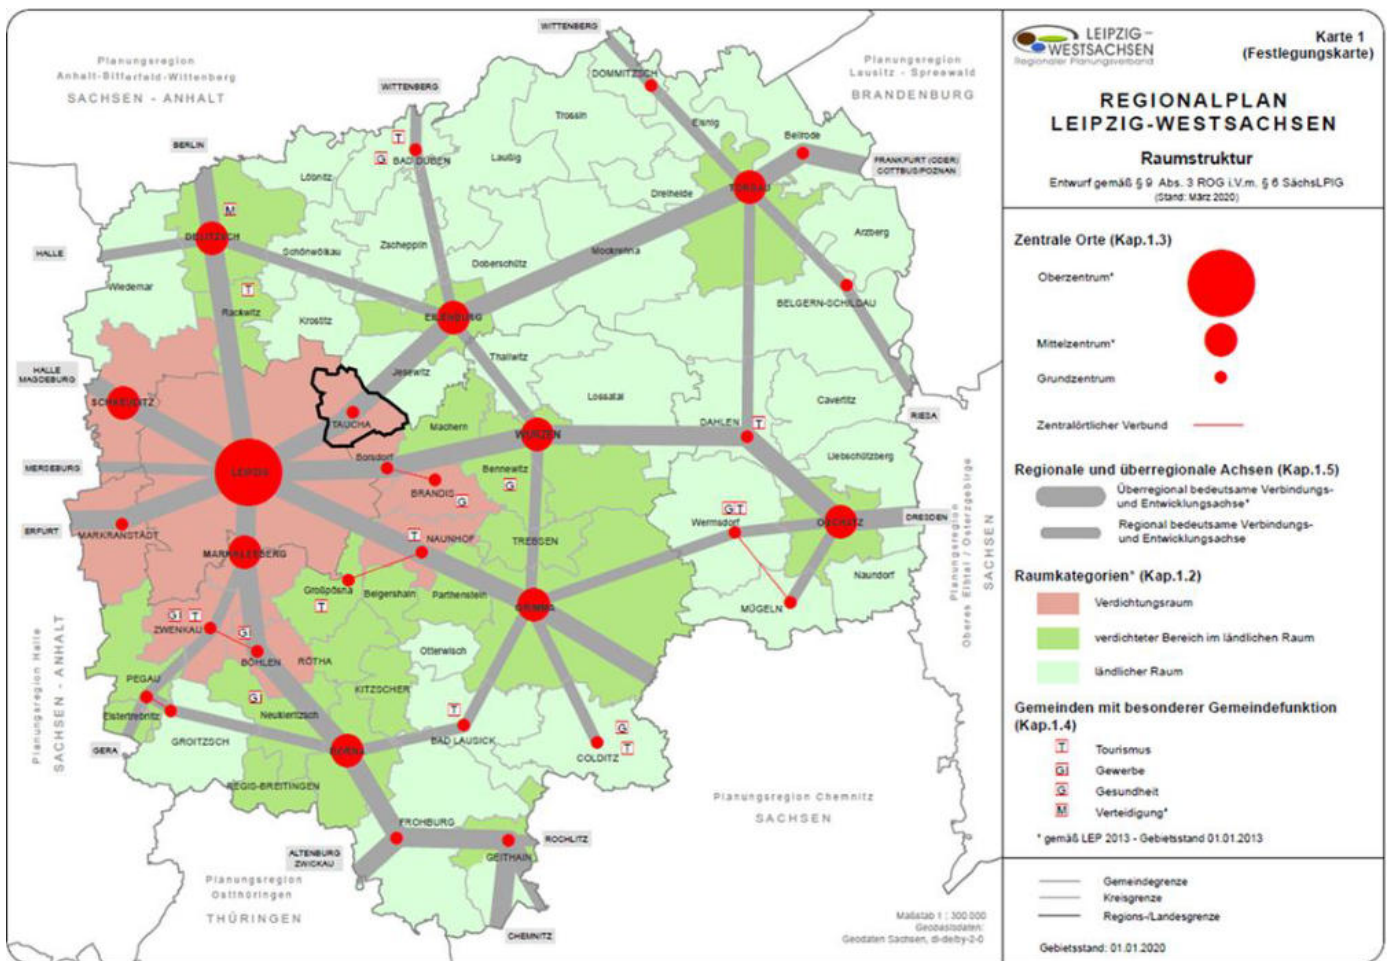 WITTENBERG
Planungsregion
Anhalt-Bitterfeld-Wittenberg
SACHSEN - ANHALT
Planungsregion
Lausitz - Spreewald
BRANDENBURG
WITTENBERG
BERLIN
DOMMITZSCH
Trossin
Elsnig
Beilrode
FRANKFURT (ODER)
COTTBUS/POZNAN
BAD DÜBEN
T
G
Laußig
Löbnitz
M
Dreiheide
TORGAU
Arzberg
DELITZSCH
HALLE
Schönwölkau
Zschepplin
Doberschütz
Mockrehna
Wiedemar
T
Rackwitz
Krostitz
EILENBURG
BELGERN-SCHILDAU
HALLE
MAGDEBURG
SCHKEUDITZ
Jesewitz
Thallwitz
Lossatal
Cavertitz
RIESA
TAUCHA
Machern
WURZEN
DAHLEN
T
MERSEBURG
LEIPZIG
Borsdorf
BRANDIS
G
Bennewitz
G
Liebschützberg
ERFURT
MARKRANSTÄDT
MARKKLEEBERG
T
NAUNHOF
TREBSEN
Wermsdorf
G T
OSCHATZ
DRESDEN
Naundorf
Planungsregion
Oberes Elbtal / Osterzgebirge
SACHSEN
Großpösna
T
Belgershain
Parthenstein
GRIMMA
MÜGELN
GI T
ZWENKAU
GI
BÖHLEN
RÖTHA
Otterwisch
Planungsregion Halle
SACHSEN - ANHALT
PEGAU
Elstertrebnitz
GI
Neukieritzsch
KITZSCHER
GERA
GROITZSCH
BORNA
T
BAD LAUSICK
G
T
COLDITZ
REGIS-BREITINGEN
FROHBURG
GEITHAIN
ROCHLITZ
ALTENBURG
ZWICKAU
CHEMNITZ
Planungsregion
Ostthüringen
THÜRINGEN
Planungsregion Chemnitz
SACHSEN
Maßstab 1 : 300 000
Geobasisdaten:
Geodaten Sachsen, dl-de/by-2-0
LEIPZIG–
WESTSACHSEN
Regionaler Planungsverband
Karte 1
(Festlegungskarte)
REGIONALPLAN
LEIPZIG-WESTSACHSEN
Raumstruktur
Entwurf gemäß § 9 Abs. 3 ROG i.V.m. § 6 SächsLPlG
(Stand: März 2020)
Zentrale Orte (Kap.1.3)
Oberzentrum*
Mittelzentrum*
Grundzentrum
Zentralörtlicher Verbund
Regionale und überregionale Achsen (Kap.1.5)
Überregional bedeutsame Verbindungs-
und Entwicklungsachse*
Regional bedeutsame Verbindungs-
und Entwicklungsachse
Raumkategorien* (Kap.1.2)
Verdichtungsraum
verdichteter Bereich im ländlichen Raum
ländlicher Raum
Gemeinden mit besonderer Gemeindefunktion
(Kap.1.4)
T Tourismus
GI Gewerbe
G Gesundheit
M Verteidigung*
* gemäß LEP 2013 - Gebietsstand 01.01.2013
Gemeindegrenze
Kreisgrenze
Regions-/Landesgrenze
Gebietsstand: 01.01.2020